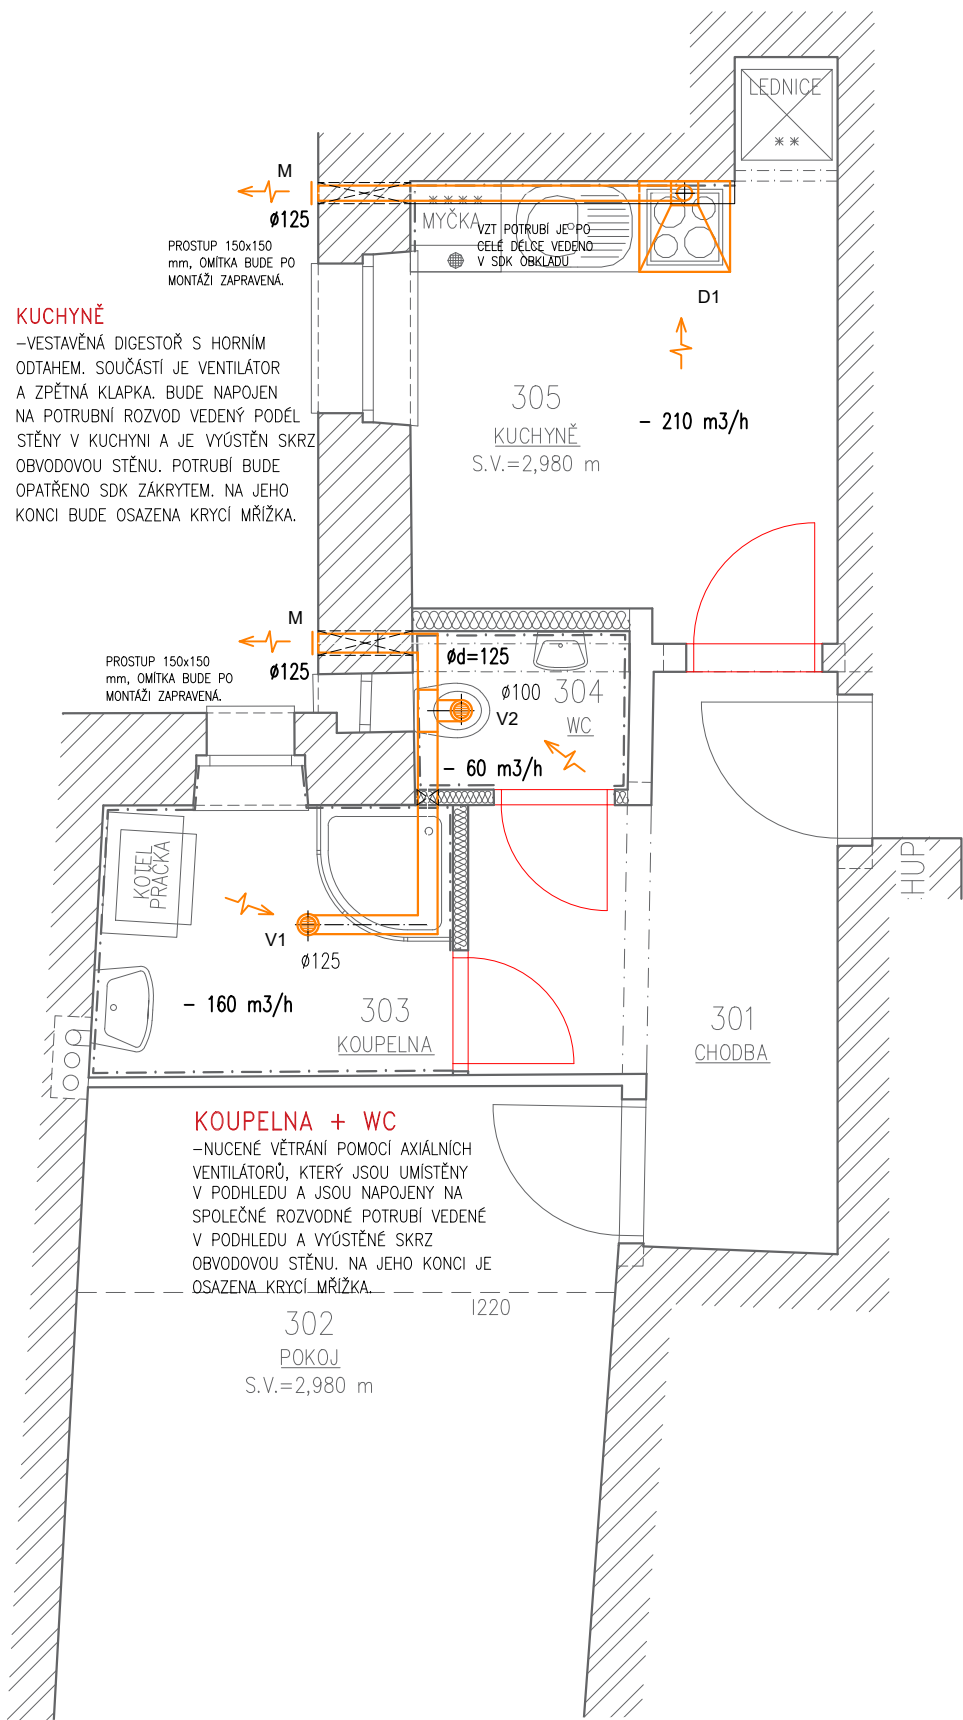 LEDNICE
M
ø125
MYČKA
VZT POTRUBÍ JE PO
CELÉ DÉLCE VEDENO
V SDK OBKLADU
PROSTUP 150x150
mm, OMÍTKA BUDE PO
MONTÁŽI ZAPRAVENÁ.
D1
KUCHYNĚ
–VESTAVĚNÁ DIGESTOŘ S HORNÍM
ODTAHEM. SOUČÁSTÍ JE VENTILÁTOR
A ZPĚTNÁ KLAPKA. BUDE NAPOJEN
NA POTRUBNÍ ROZVOD VEDENÝ PODÉL
STĚNY V KUCHYNI A JE VYÚSTĚN SKRZ
OBVODOVOU STĚNU. POTRUBÍ BUDE
OPATŘENO SDK ZÁKRYTEM. NA JEHO
KONCI BUDE OSAZENA KRYCÍ MŘÍŽKA.
305
KUCHYNĚ
S.V.=2,980 m
– 210 m3/h
M
ø125
PROSTUP 150x150
mm, OMÍTKA BUDE PO
MONTÁŽI ZAPRAVENÁ.
ød=125
ø100
304
WC
V2
– 60 m3/h
KOTEL
PRAČKA
HUP
V1
ø125
– 160 m3/h
303
KOUPELNA
301
CHODBA
KOUPELNA + WC
–NUCENÉ VĚTRÁNÍ POMOCÍ AXIÁLNÍCH
VENTILÁTORŮ, KTERÝ JSOU UMÍSTĚNY
V PODHLEDU A JSOU NAPOJENY NA
SPOLEČNÉ ROZVODNÉ POTRUBÍ VEDENÉ
V PODHLEDU A VYÚSTĚNÉ SKRZ
OBVODOVOU STĚNU. NA JEHO KONCI JE
OSAZENA KRYCÍ MŘÍŽKA.
I220
302
POKOJ
S.V.=2,980 m